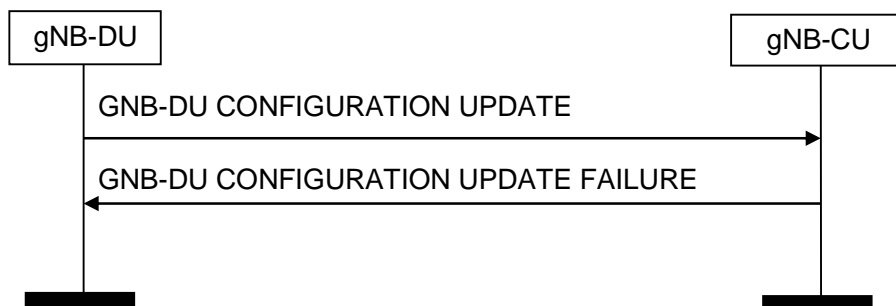 gNB-DU
gNB-CU
GNB-DU CONFIGURATION UPDATE
GNB-DU CONFIGURATION UPDATE FAILURE